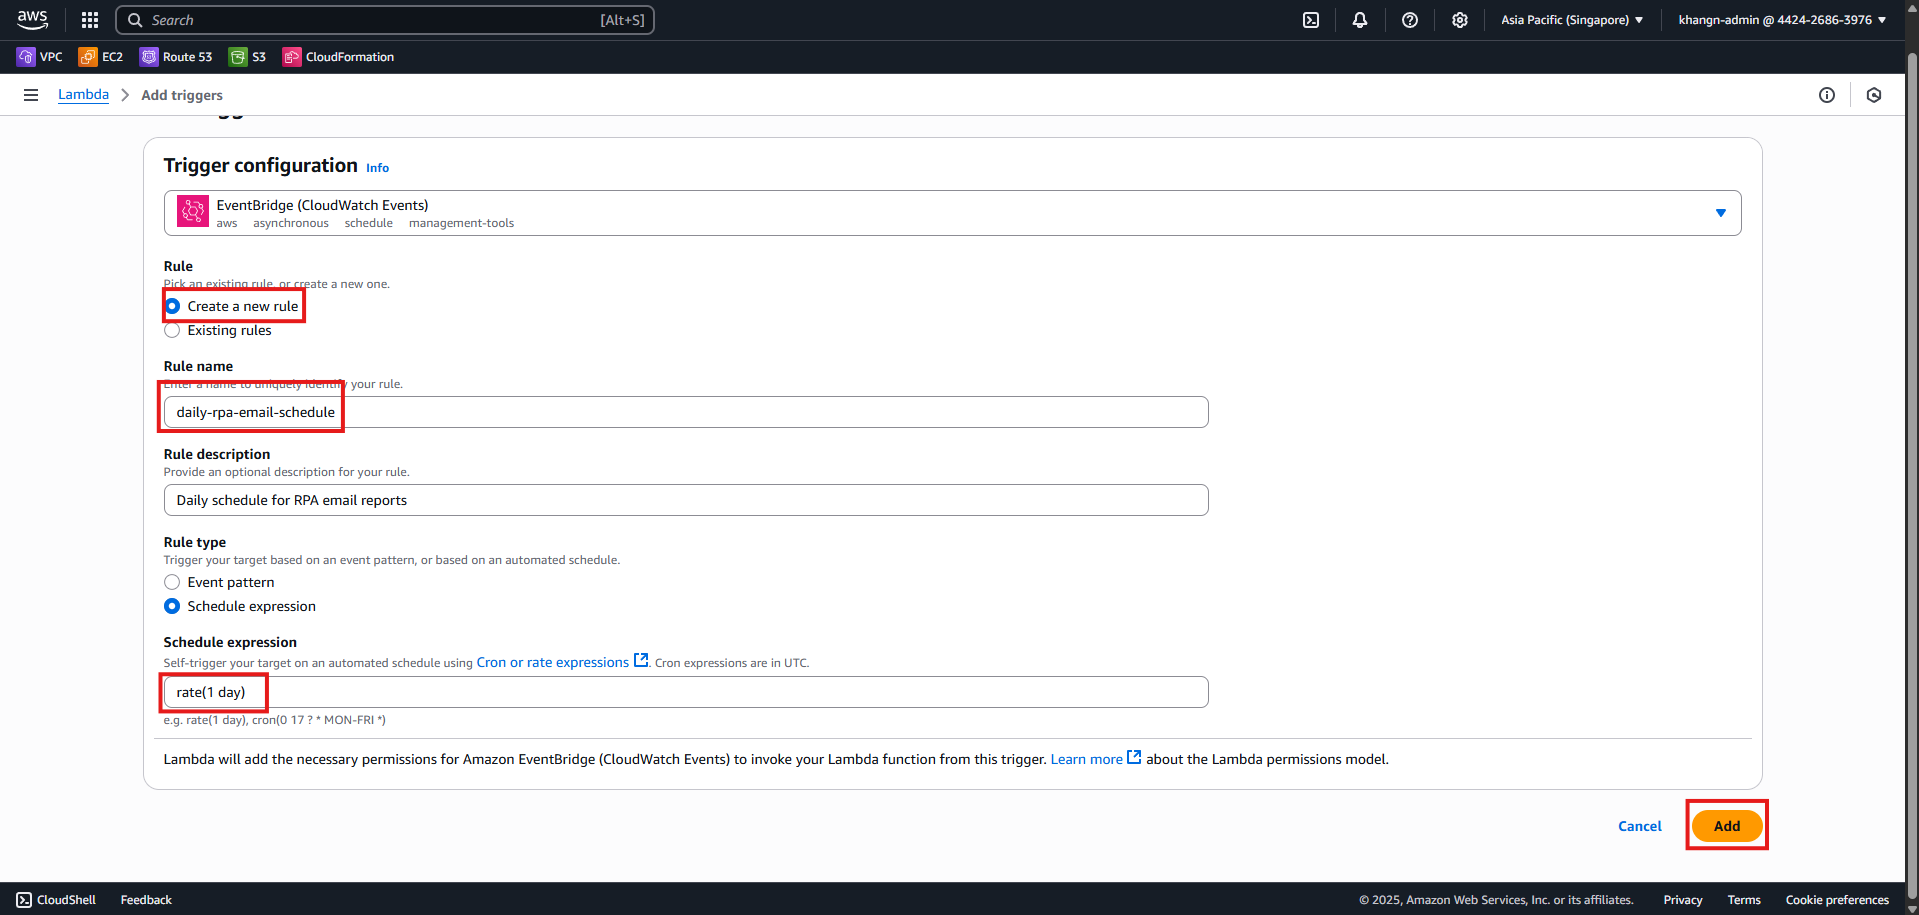 aws
Search [Alt+S]
Asia Pacific (Singapore) khangn-admin @ 4424-2686-3976
VPC EC2 Route 53 S3 CloudFormation
Lambda Add triggers
Trigger configuration Info
EventBridge (CloudWatch Events)
aws asynchronous schedule management-tools
Rule
Pick an existing rule, or create a new one.
Create a new rule
Existing rules
Rule name
Enter a name to uniquely identify your rule.
daily-rpa-email-schedule
Rule description
Provide an optional description for your rule.
Daily schedule for RPA email reports
Rule type
Trigger your target based on an event pattern, or based on an automated schedule.
Event pattern
Schedule expression
Schedule expression
Self-trigger your target on an automated schedule using Cron or rate expressions. Cron expressions are in UTC.
rate(1 day)
e.g. rate(1 day), cron(0 17 ? * MON-FRI *)
Lambda will add the necessary permissions for Amazon EventBridge (CloudWatch Events) to invoke your Lambda function from this trigger. Learn more about the Lambda permissions model.
Cancel Add
CloudShell Feedback © 2025, Amazon Web Services, Inc. or its affiliates. Privacy Terms Cookie preferences